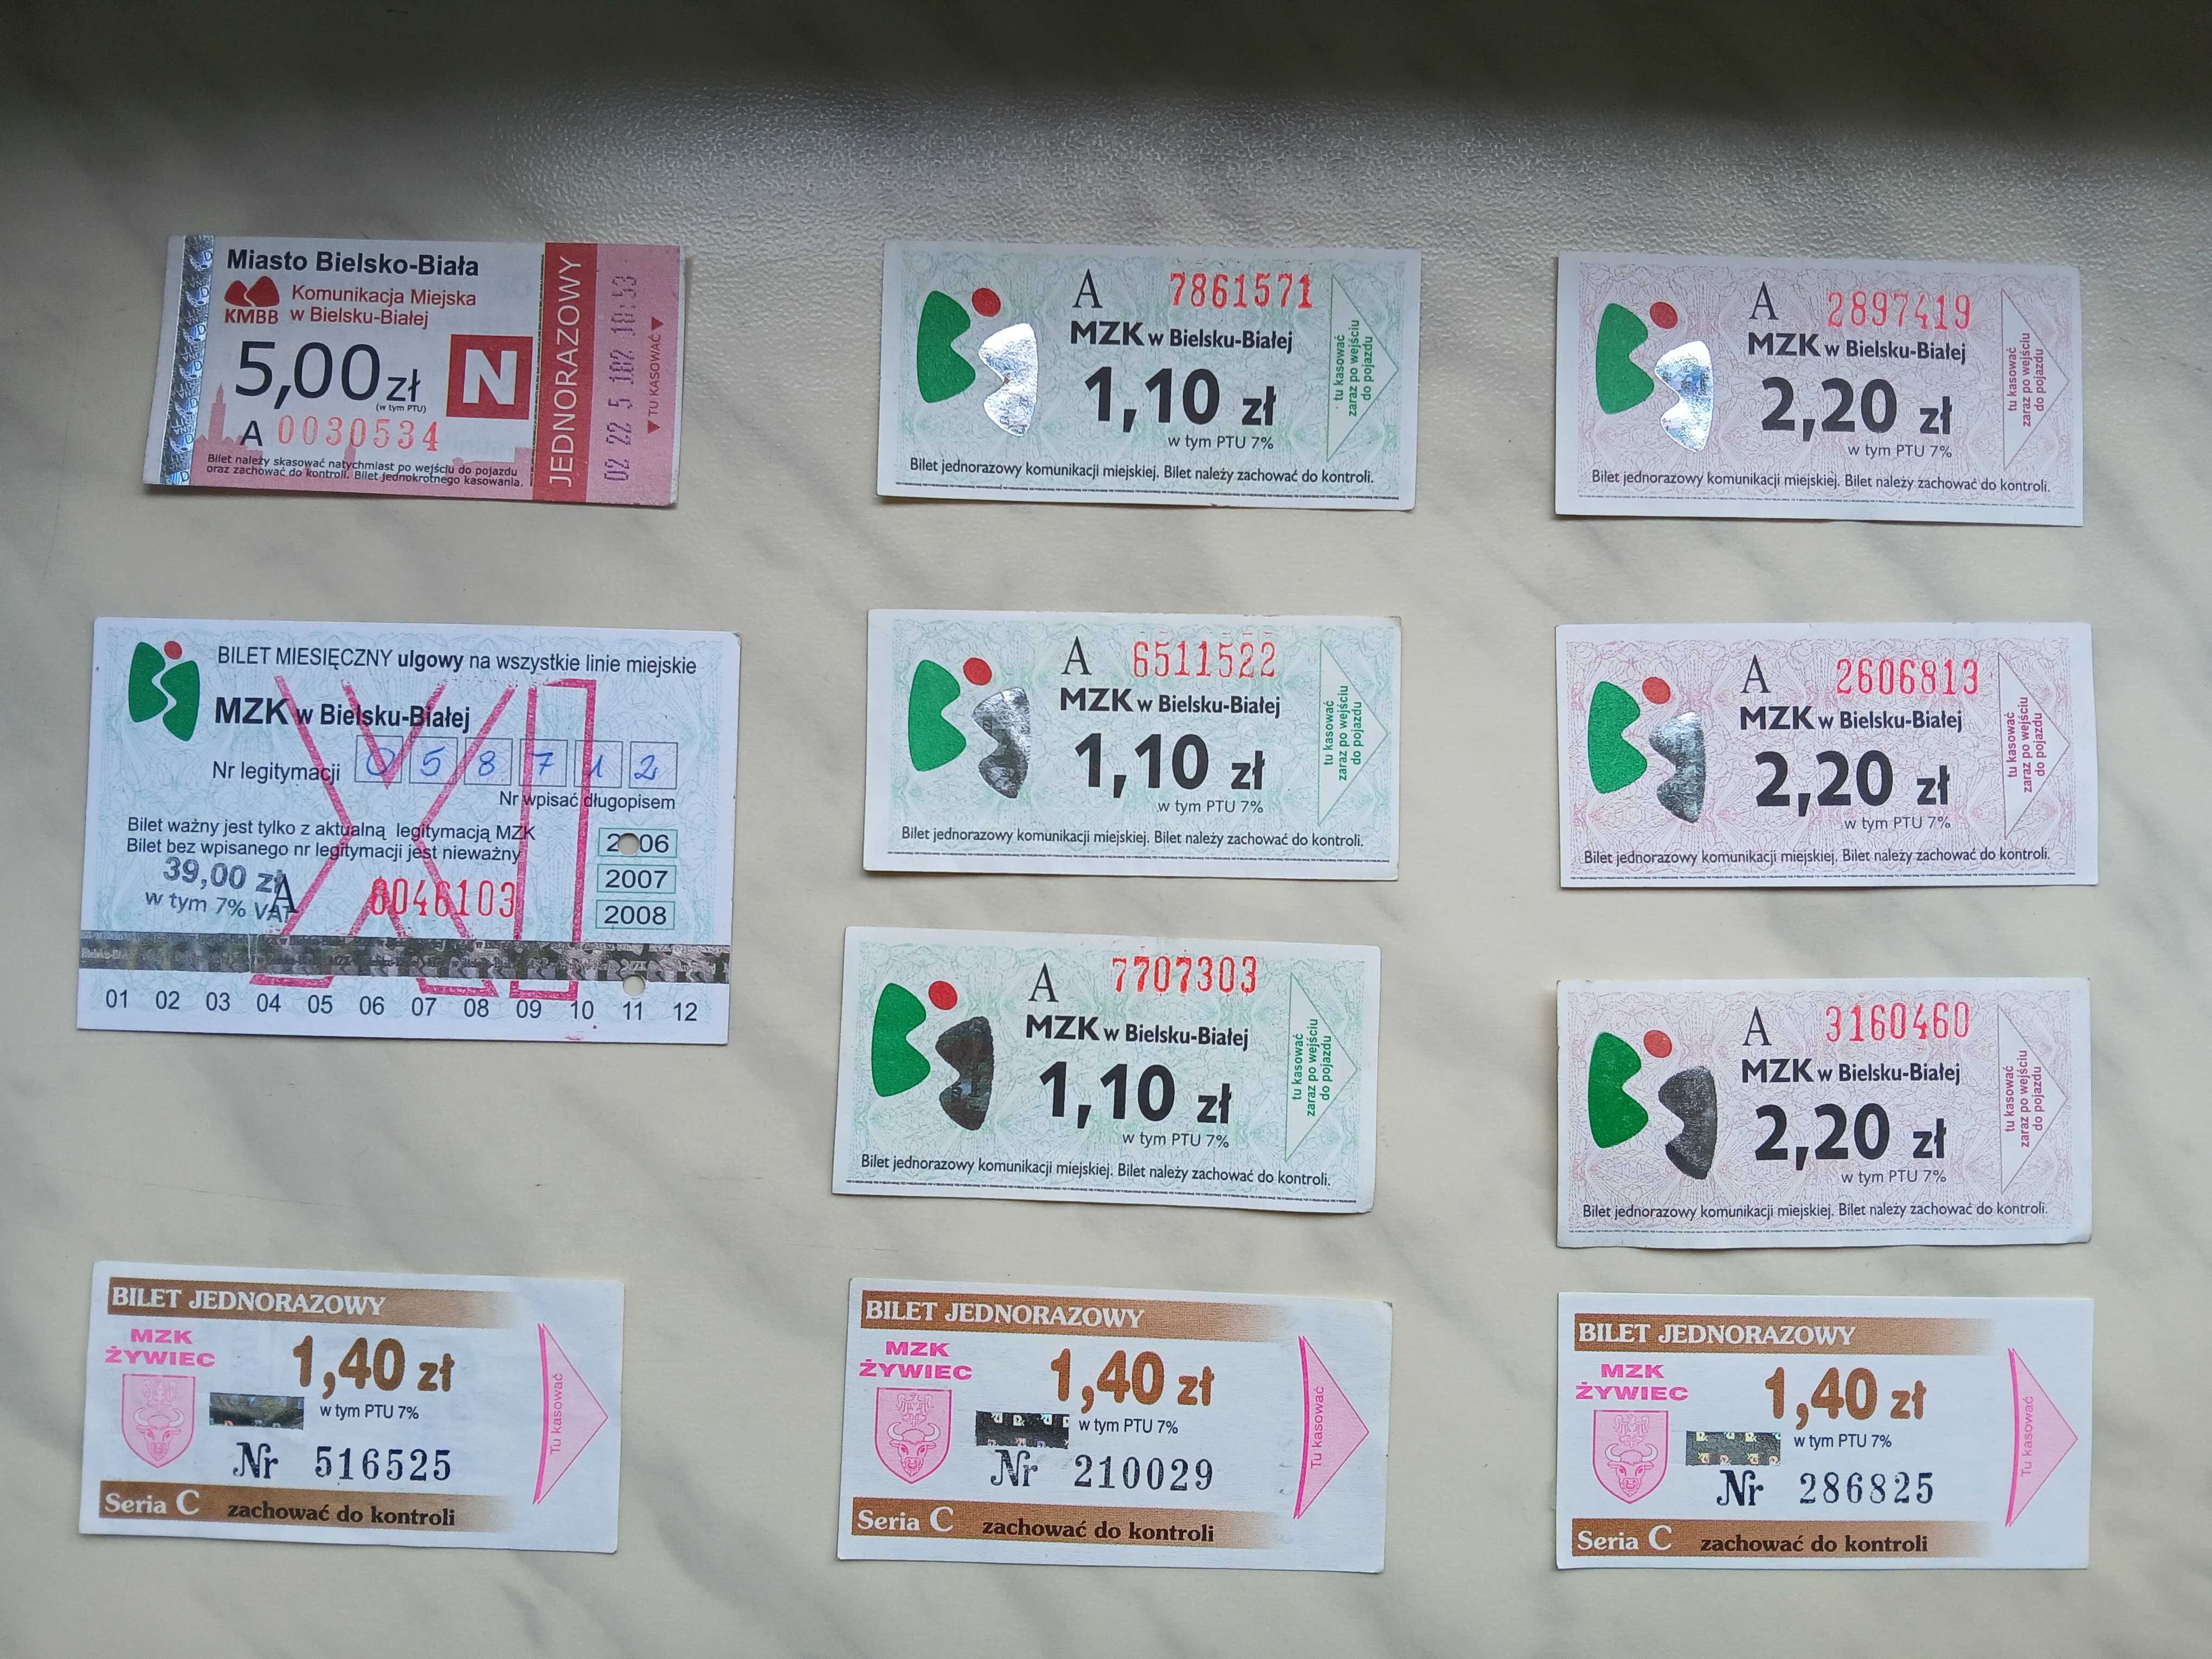 Miasto Bielsko-Biała
KMBB
Komunikacja Miejska
w Bielsku-Białej
5,00 zł
(w tym PTU)
N
A 0030534
Bilet należy skasować natychmiast po wejściu do pojazdu
oraz zachować do kontroli. Bilet jednokrotnego kasowania.
JEDNORAZOWY
TU KASOWAĆ
A 7861571
MZK w Bielsku-Białej
1,10 zł
w tym PTU 7%
Bilet jednorazowy komunikacji miejskiej. Bilet należy zachować do kontroli.
tu kasować
zaraz po wejściu
do pojazdu
A 2897419
MZK w Bielsku-Białej
2,20 zł
w tym PTU 7%
Bilet jednorazowy komunikacji miejskiej. Bilet należy zachować do kontroli.
tu kasować
zaraz po wejściu
do pojazdu
BILET MIESIĘCZNY ulgowy na wszystkie linie miejskie
MZK w Bielsku-Białej
Nr legitymacji 0 5 8 7 1 2
Nr wpisać długopisem
Bilet ważny jest tylko z aktualną legitymacją MZK
Bilet bez wpisanego nr legitymacji jest nieważny
39,00 zł
w tym 7% VAT
A 0046103
XI
2006
2007
2008
01 02 03 04 05 06 07 08 09 10 11 12
A 6511522
MZK w Bielsku-Białej
1,10 zł
w tym PTU 7%
Bilet jednorazowy komunikacji miejskiej. Bilet należy zachować do kontroli.
tu kasować
zaraz po wejściu
do pojazdu
A 2606813
MZK w Bielsku-Białej
2,20 zł
w tym PTU 7%
Bilet jednorazowy komunikacji miejskiej. Bilet należy zachować do kontroli.
tu kasować
zaraz po wejściu
do pojazdu
A 7707303
MZK w Bielsku-Białej
1,10 zł
w tym PTU 7%
Bilet jednorazowy komunikacji miejskiej. Bilet należy zachować do kontroli.
tu kasować
zaraz po wejściu
do pojazdu
A 3160460
MZK w Bielsku-Białej
2,20 zł
w tym PTU 7%
Bilet jednorazowy komunikacji miejskiej. Bilet należy zachować do kontroli.
tu kasować
zaraz po wejściu
do pojazdu
BILET JEDNORAZOWY
MZK
ŻYWIEC
1,40 zł
w tym PTU 7%
Nr 516525
Seria C zachować do kontroli
Tu kasować
BILET JEDNORAZOWY
MZK
ŻYWIEC
1,40 zł
w tym PTU 7%
Nr 210029
Seria C zachować do kontroli
Tu kasować
BILET JEDNORAZOWY
MZK
ŻYWIEC
1,40 zł
w tym PTU 7%
Nr 286825
Seria C zachować do kontroli
Tu kasować